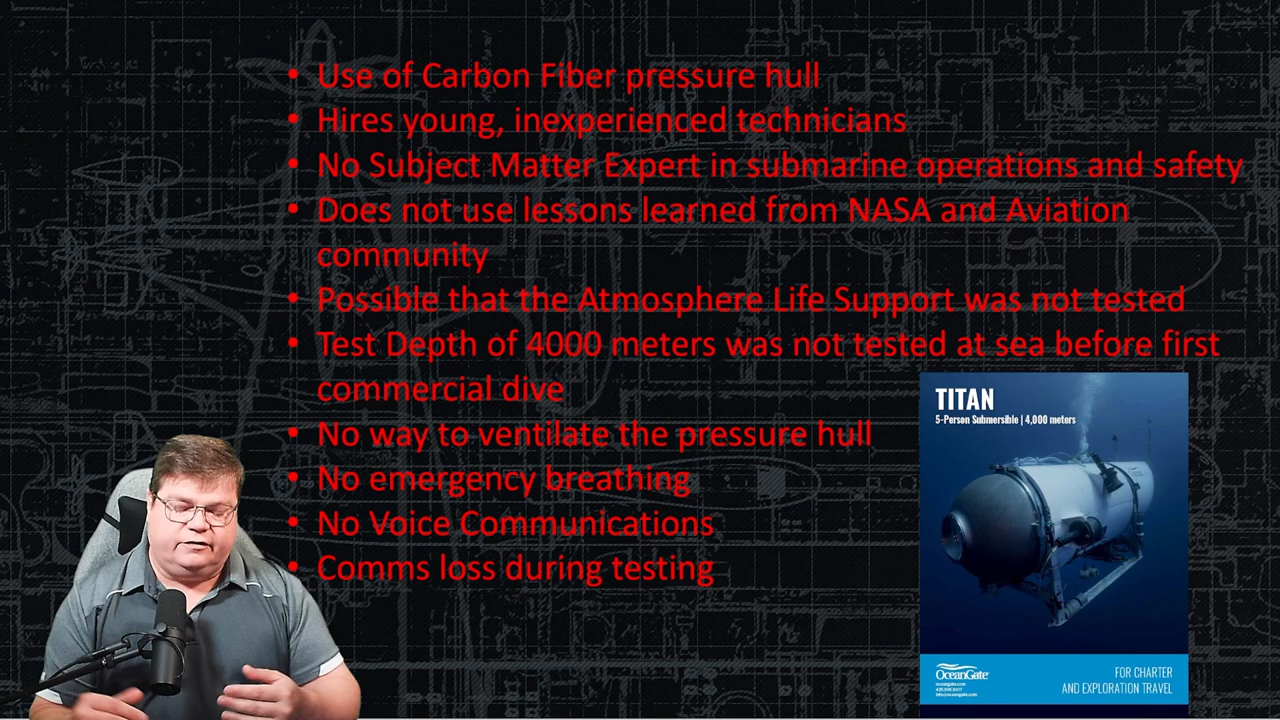 • Use of Carbon Fiber pressure hull
• Hires young, inexperienced technicians
• No Subject Matter Expert in submarine operations and safety
• Does not use lessons learned from NASA and Aviation
community
• Possible that the Atmosphere Life Support was not tested
• Test Depth of 4000 meters was not tested at sea before first
commercial dive
• No way to ventilate the pressure hull
• No emergency breathing
• No Voice Communications
• Comms loss during testing
TITAN
5-Person Submersible | 4,000 meters
OceanGate
oceangate.com
FOR CHARTER
AND EXPLORATION TRAVEL